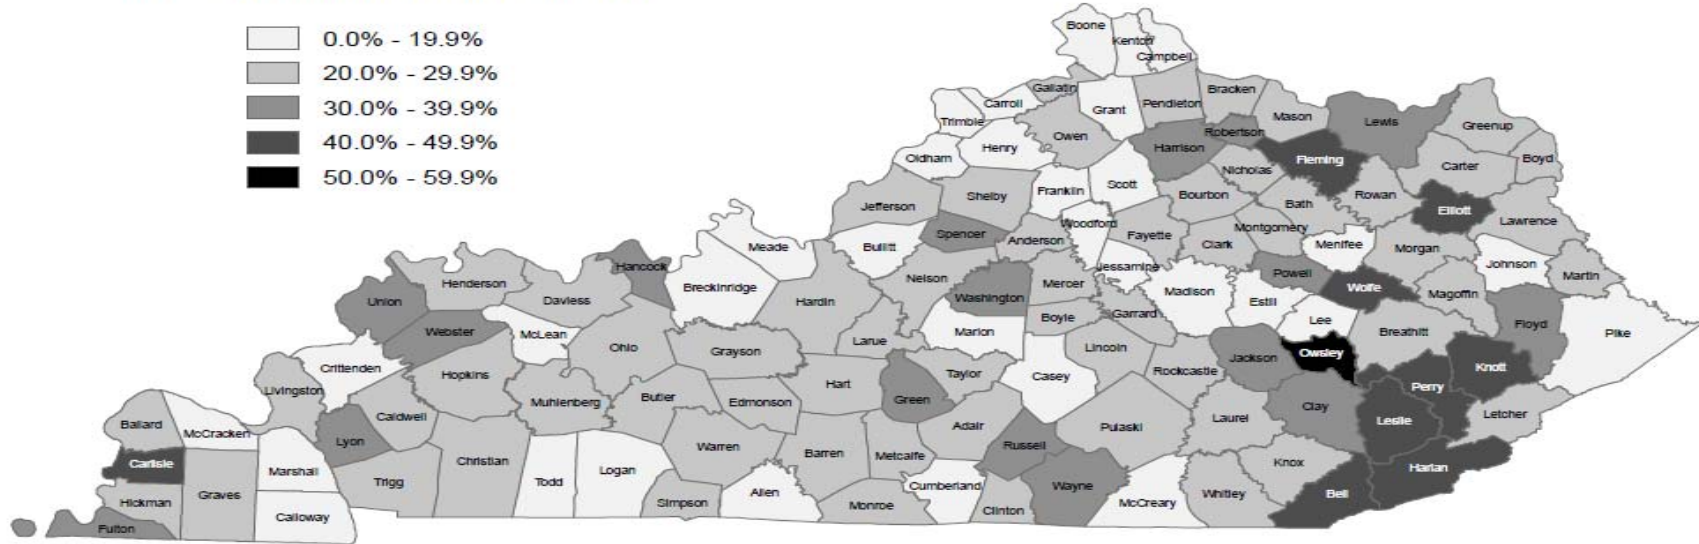 0.0% - 19.9%
20.0% - 29.9%
30.0% - 39.9%
40.0% - 49.9%
50.0% - 59.9%
Boone
Kenton
Campbell
Gallatin
Carroll
Trimble
Grant
Pendleton
Bracken
Mason
Lewis
Greenup
Owen
Robertson
Harrison
Henry
Oldham
Fleming
Nicholas
Carter
Boyd
Scott
Franklin
Shelby
Jefferson
Bourbon
Bath
Rowan
Elliott
Lawrence
Woodford
Spencer
Anderson
Fayette
Montgomery
Clark
Menifee
Morgan
Meade
Bullitt
Jessamine
Johnson
Martin
Hancock
Henderson
Daviess
Union
Breckinridge
Nelson
Hardin
Washington
Mercer
Madison
Powell
Estill
Wolfe
Magoffin
Webster
McLean
Marion
Boyle
Garrard
Lee
Breathitt
Floyd
Pike
Ohio
Grayson
Larue
Lincoln
Jackson
Owsley
Crittenden
Hopkins
Livingston
Hart
Taylor
Casey
Rockcastle
Perry
Knott
Muhlenberg
Butler
Edmonson
Green
Clay
Leslie
Letcher
Ballard
McCracken
Caldwell
Lyon
Adair
Pulaski
Laurel
Warren
Barren
Metcalfe
Russell
Carlisle
Marshall
Christian
Todd
Logan
Knox
Harlan
Hickman
Graves
Trigg
Simpson
Allen
Monroe
Cumberland
Clinton
Wayne
McCreary
Whitley
Bell
Calloway
Fulton